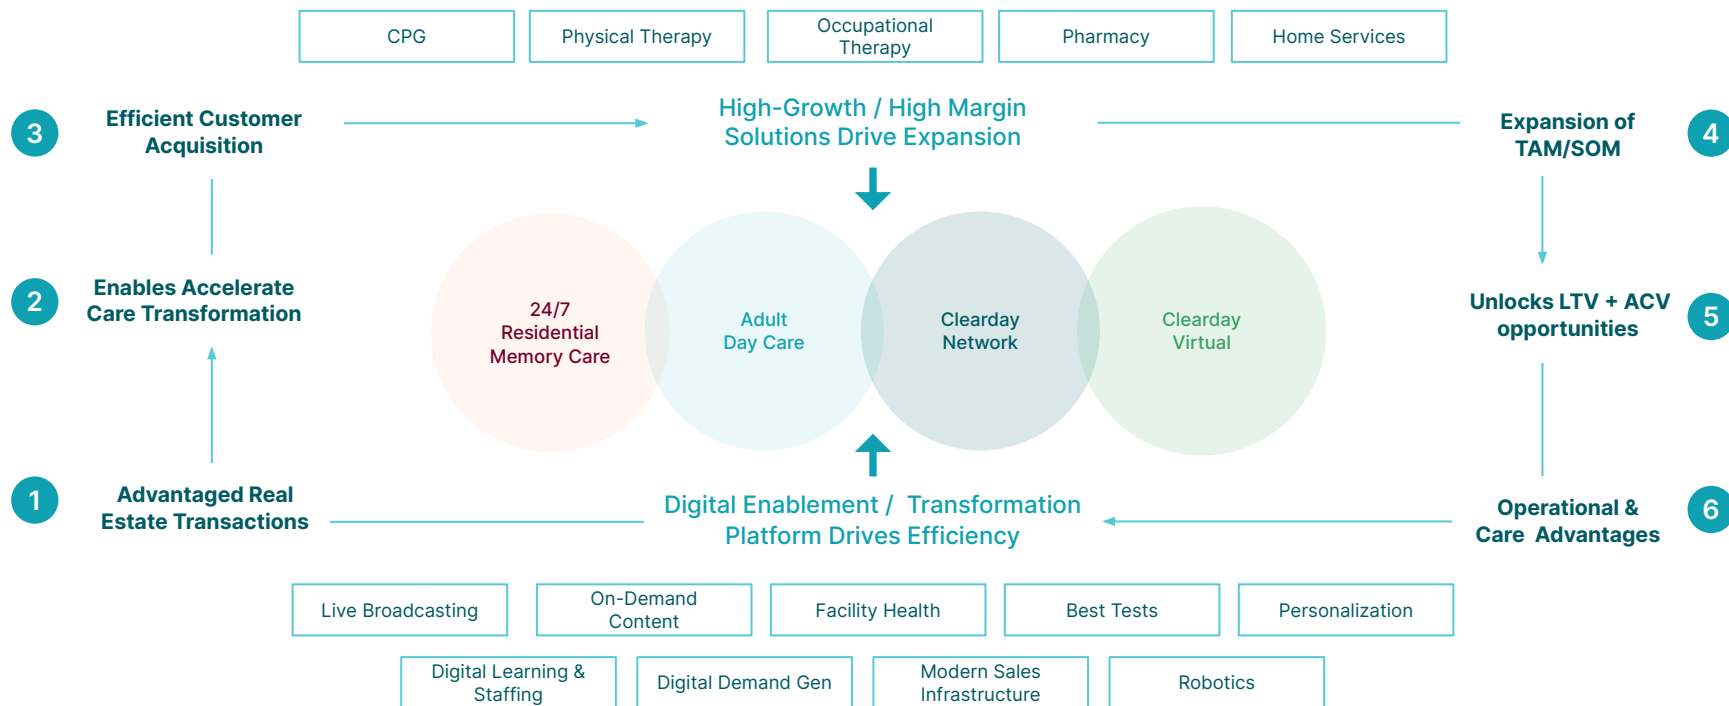 CPG
Physical Therapy
Occupational
Therapy
Pharmacy
Home Services
3
Efficient Customer
Acquisition
High-Growth / High Margin
Solutions Drive Expansion
Expansion of
TAM/SOM
4
2
Enables Accelerate
Care Transformation
24/7
Residential
Memory Care
Adult
Day Care
Clearday
Network
Clearday
Virtual
Unlocks LTV + ACV
opportunities
5
1
Advantaged Real
Estate Transactions
Digital Enablement / Transformation
Platform Drives Efficiency
Operational &
Care Advantages
6
Live Broadcasting
On-Demand
Content
Facility Health
Best Tests
Personalization
Digital Learning &
Staffing
Digital Demand Gen
Modern Sales
Infrastructure
Robotics